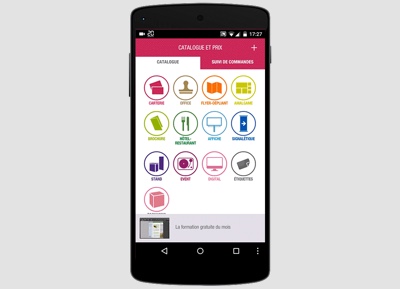 17:27
CATALOGUE ET PRIX +
CATALOGUE SUIVI DE COMMANDES
CARTERIE OFFICE FLYER-DÉPLIANT
BROCHURE HÔTEL-RESTAURANT AFFICHE SIGNALÉTIQUE
STAND EVENT DIGITAL ÉTIQUETTES
La formation gratuite du mois